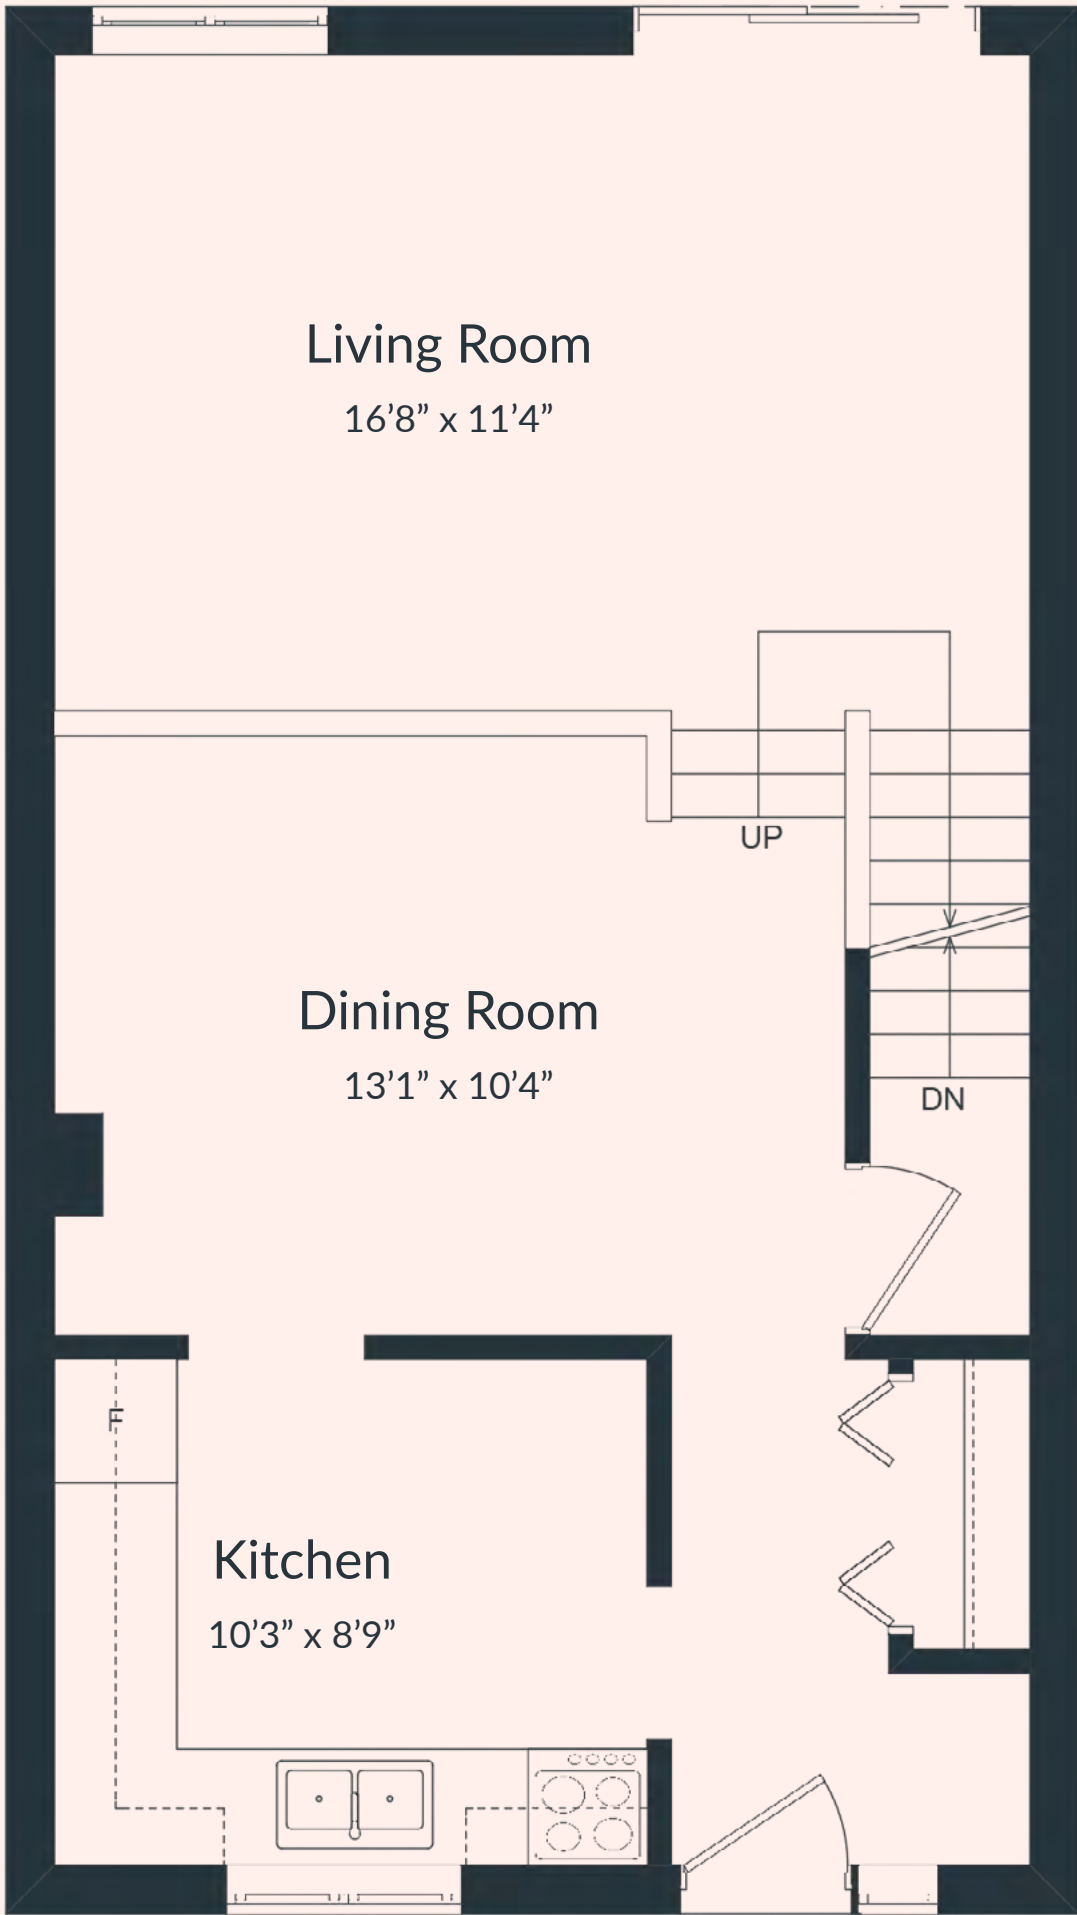 Living Room
16’8” x 11’4”
UP
Dining Room
13’1” x 10’4”
DN
F
Kitchen
10’3” x 8’9”